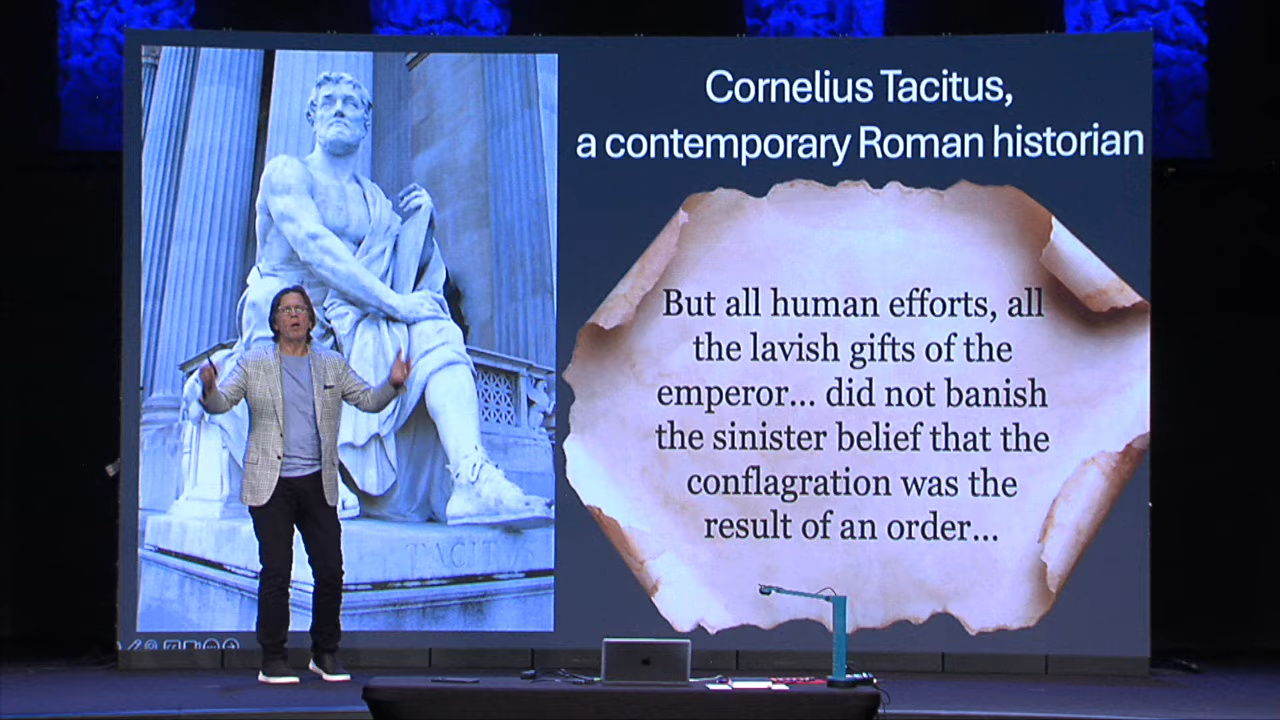 Cornelius Tacitus,
a contemporary Roman historian
But all human efforts, all
the lavish gifts of the
emperor... did not banish
the sinister belief that the
conflagration was the
result of an order...
TACITUS